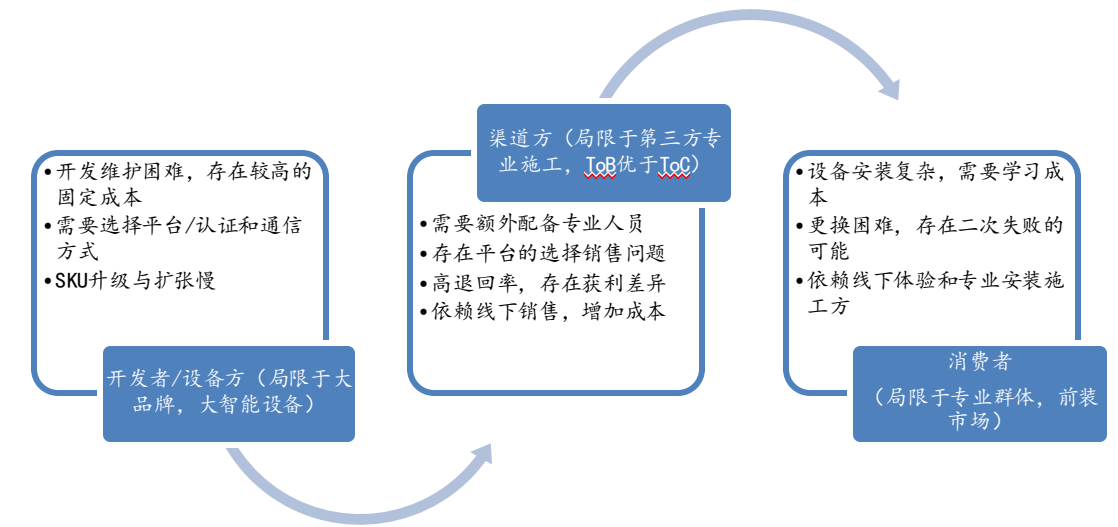 •开发维护困难，存在较高的
固定成本
•需要选择平台/认证和通信
方式
•SKU升级与扩张慢
开发者/设备方（局限于大
品牌，大智能设备）
渠道方（局限于第三方专
业施工，ToB优于ToC）
•需要额外配备专业人员
•存在平台的选择销售问题
•高退回率，存在获利差异
•依赖线下销售，增加成本
•设备安装复杂，需要学习成
本
•更换困难，存在二次失败的
可能
•依赖线下体验和专业安装施
工方
消费者
（局限于专业群体，前装
市场）